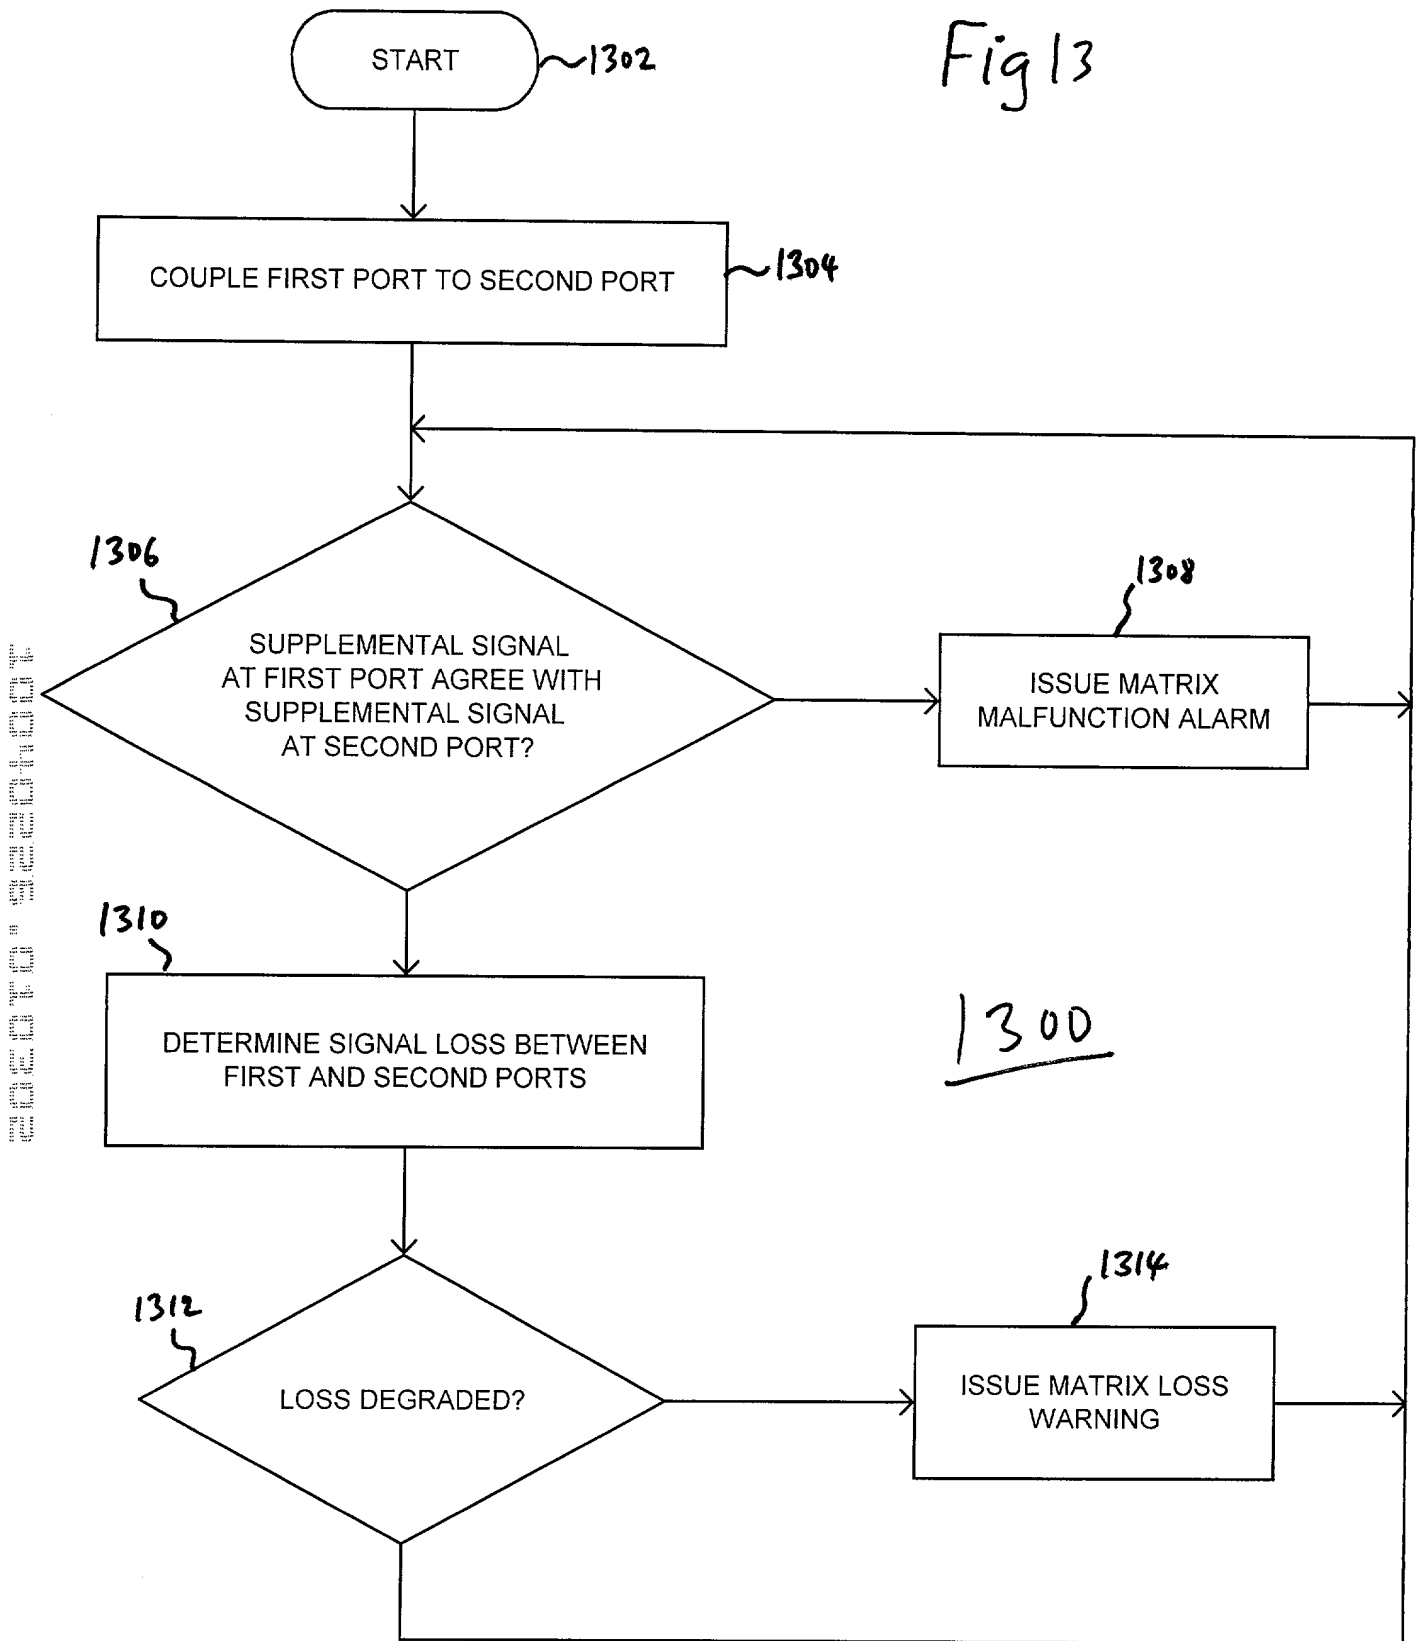 START
1302
Fig 13
COUPLE FIRST PORT TO SECOND PORT
1304
1306
SUPPLEMENTAL SIGNAL
AT FIRST PORT AGREE WITH
SUPPLEMENTAL SIGNAL
AT SECOND PORT?
1308
ISSUE MATRIX
MALFUNCTION ALARM
1310
DETERMINE SIGNAL LOSS BETWEEN
FIRST AND SECOND PORTS
1300
1312
LOSS DEGRADED?
1314
ISSUE MATRIX LOSS
WARNING